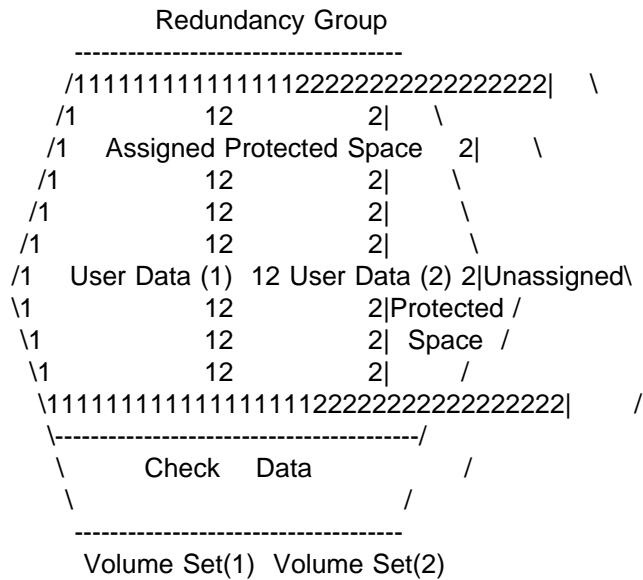 Redundancy Group
-------------------------------------
/1111111111111112222222222222222222| \
/1 12 2| \
/1 Assigned Protected Space 2| \
/1 12 2| \
/1 12 2| \
/1 12 2| \
/1 User Data (1) 12 User Data (2) 2|Unassigned\
\1 12 2|Protected /
\1 12 2| Space /
\1 12 2| /
\1111111111111111111222222222222222222| /
\-----------------------------------------/
\ Check Data /
\ /
-------------------------------------
Volume Set(1) Volume Set(2)